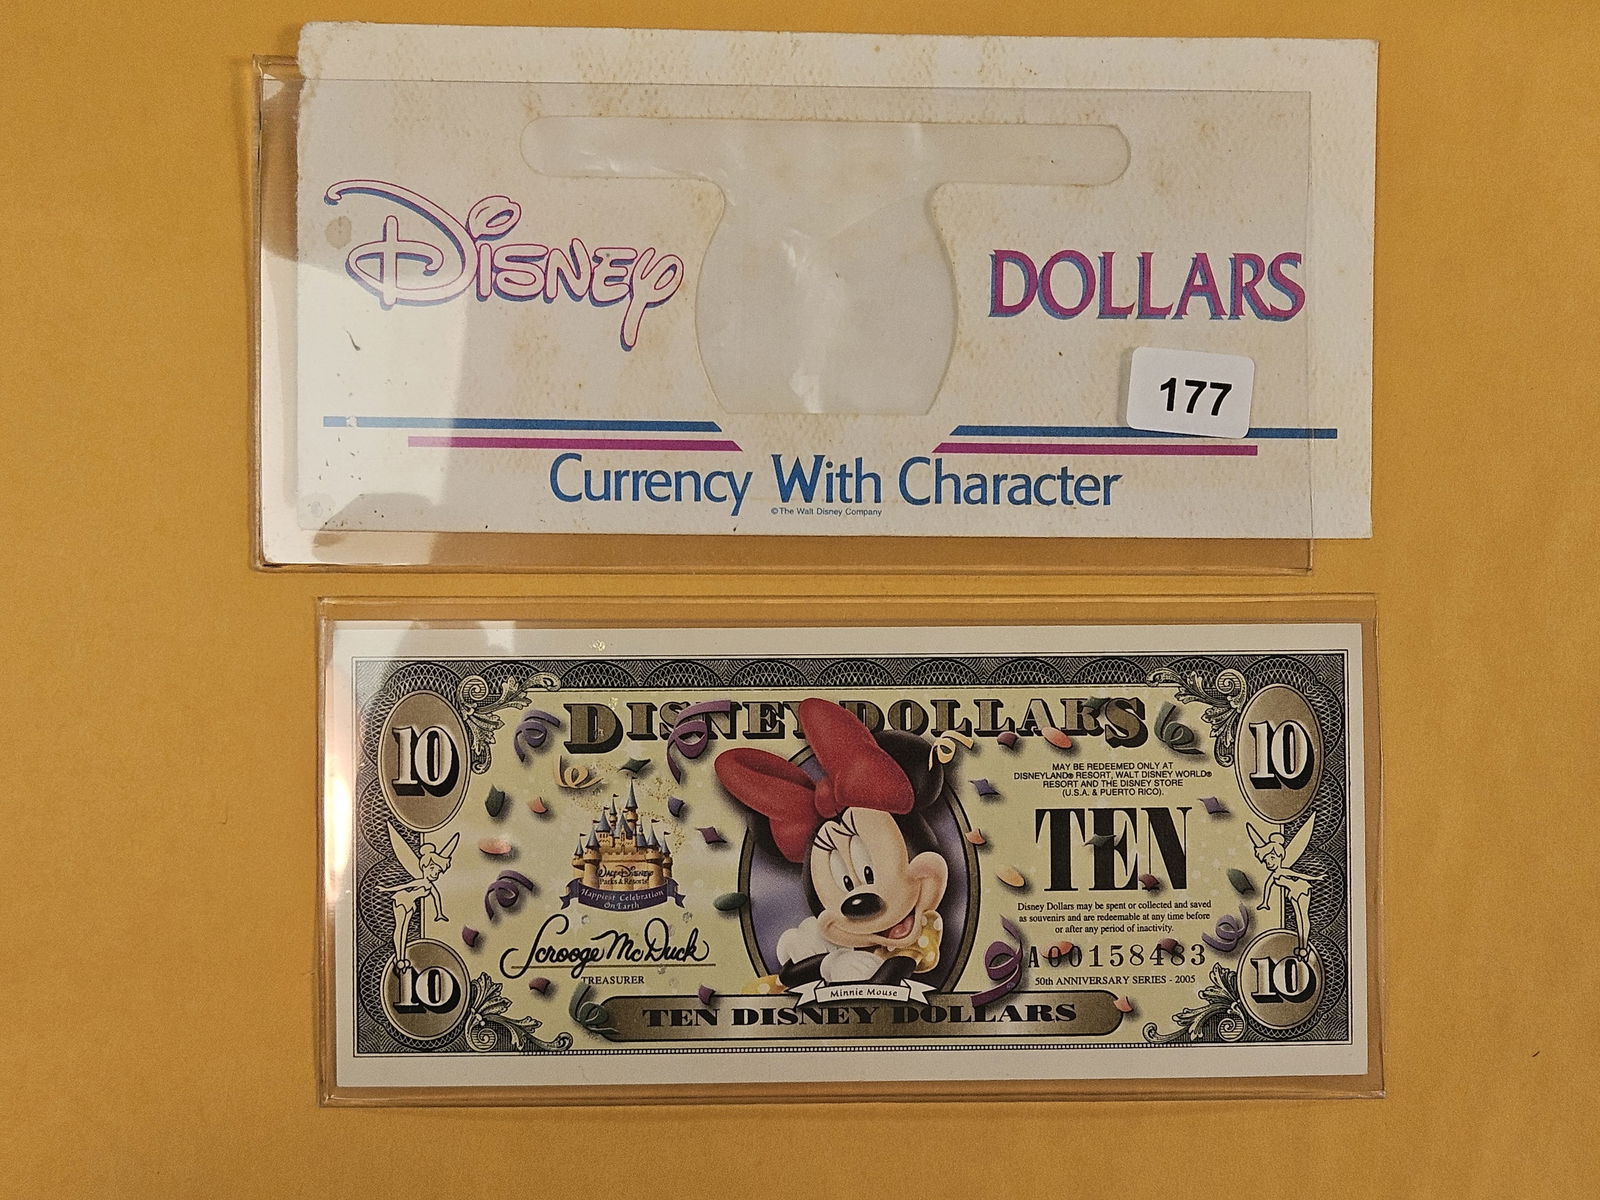 Disney DOLLARS
177
Currency With Character
© The Walt Disney Company
10 DISNEY DOLLARS 10
MAY BE REDEEMED ONLY AT
DISNEYLAND® RESORT, WALT DISNEY WORLD®
RESORT AND THE DISNEY STORE
(U.S.A. & PUERTO RICO).
TEN
Walt Disney
Parks & Resorts
Happiest Celebration
On Earth
Disney Dollars may be spent or collected and saved
as souvenirs and are redeemable at any time before
or after any period of inactivity.
Scrooge McDuck
TREASURER
A00158483
50th ANNIVERSARY SERIES - 2005
10 Minnie Mouse 10
TEN DISNEY DOLLARS